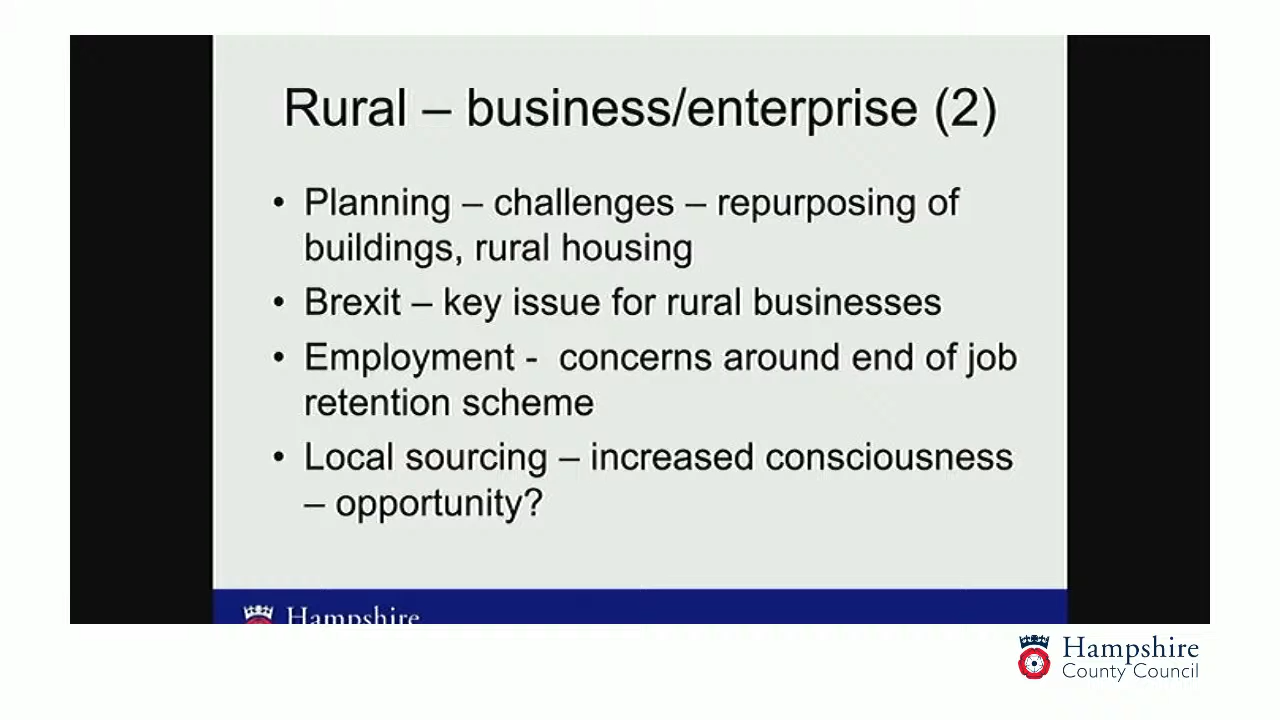 Rural – business/enterprise (2)
• Planning – challenges – repurposing of
buildings, rural housing
• Brexit – key issue for rural businesses
• Employment -  concerns around end of job
retention scheme
• Local sourcing – increased consciousness
– opportunity?
Hampshire
Hampshire
County Council